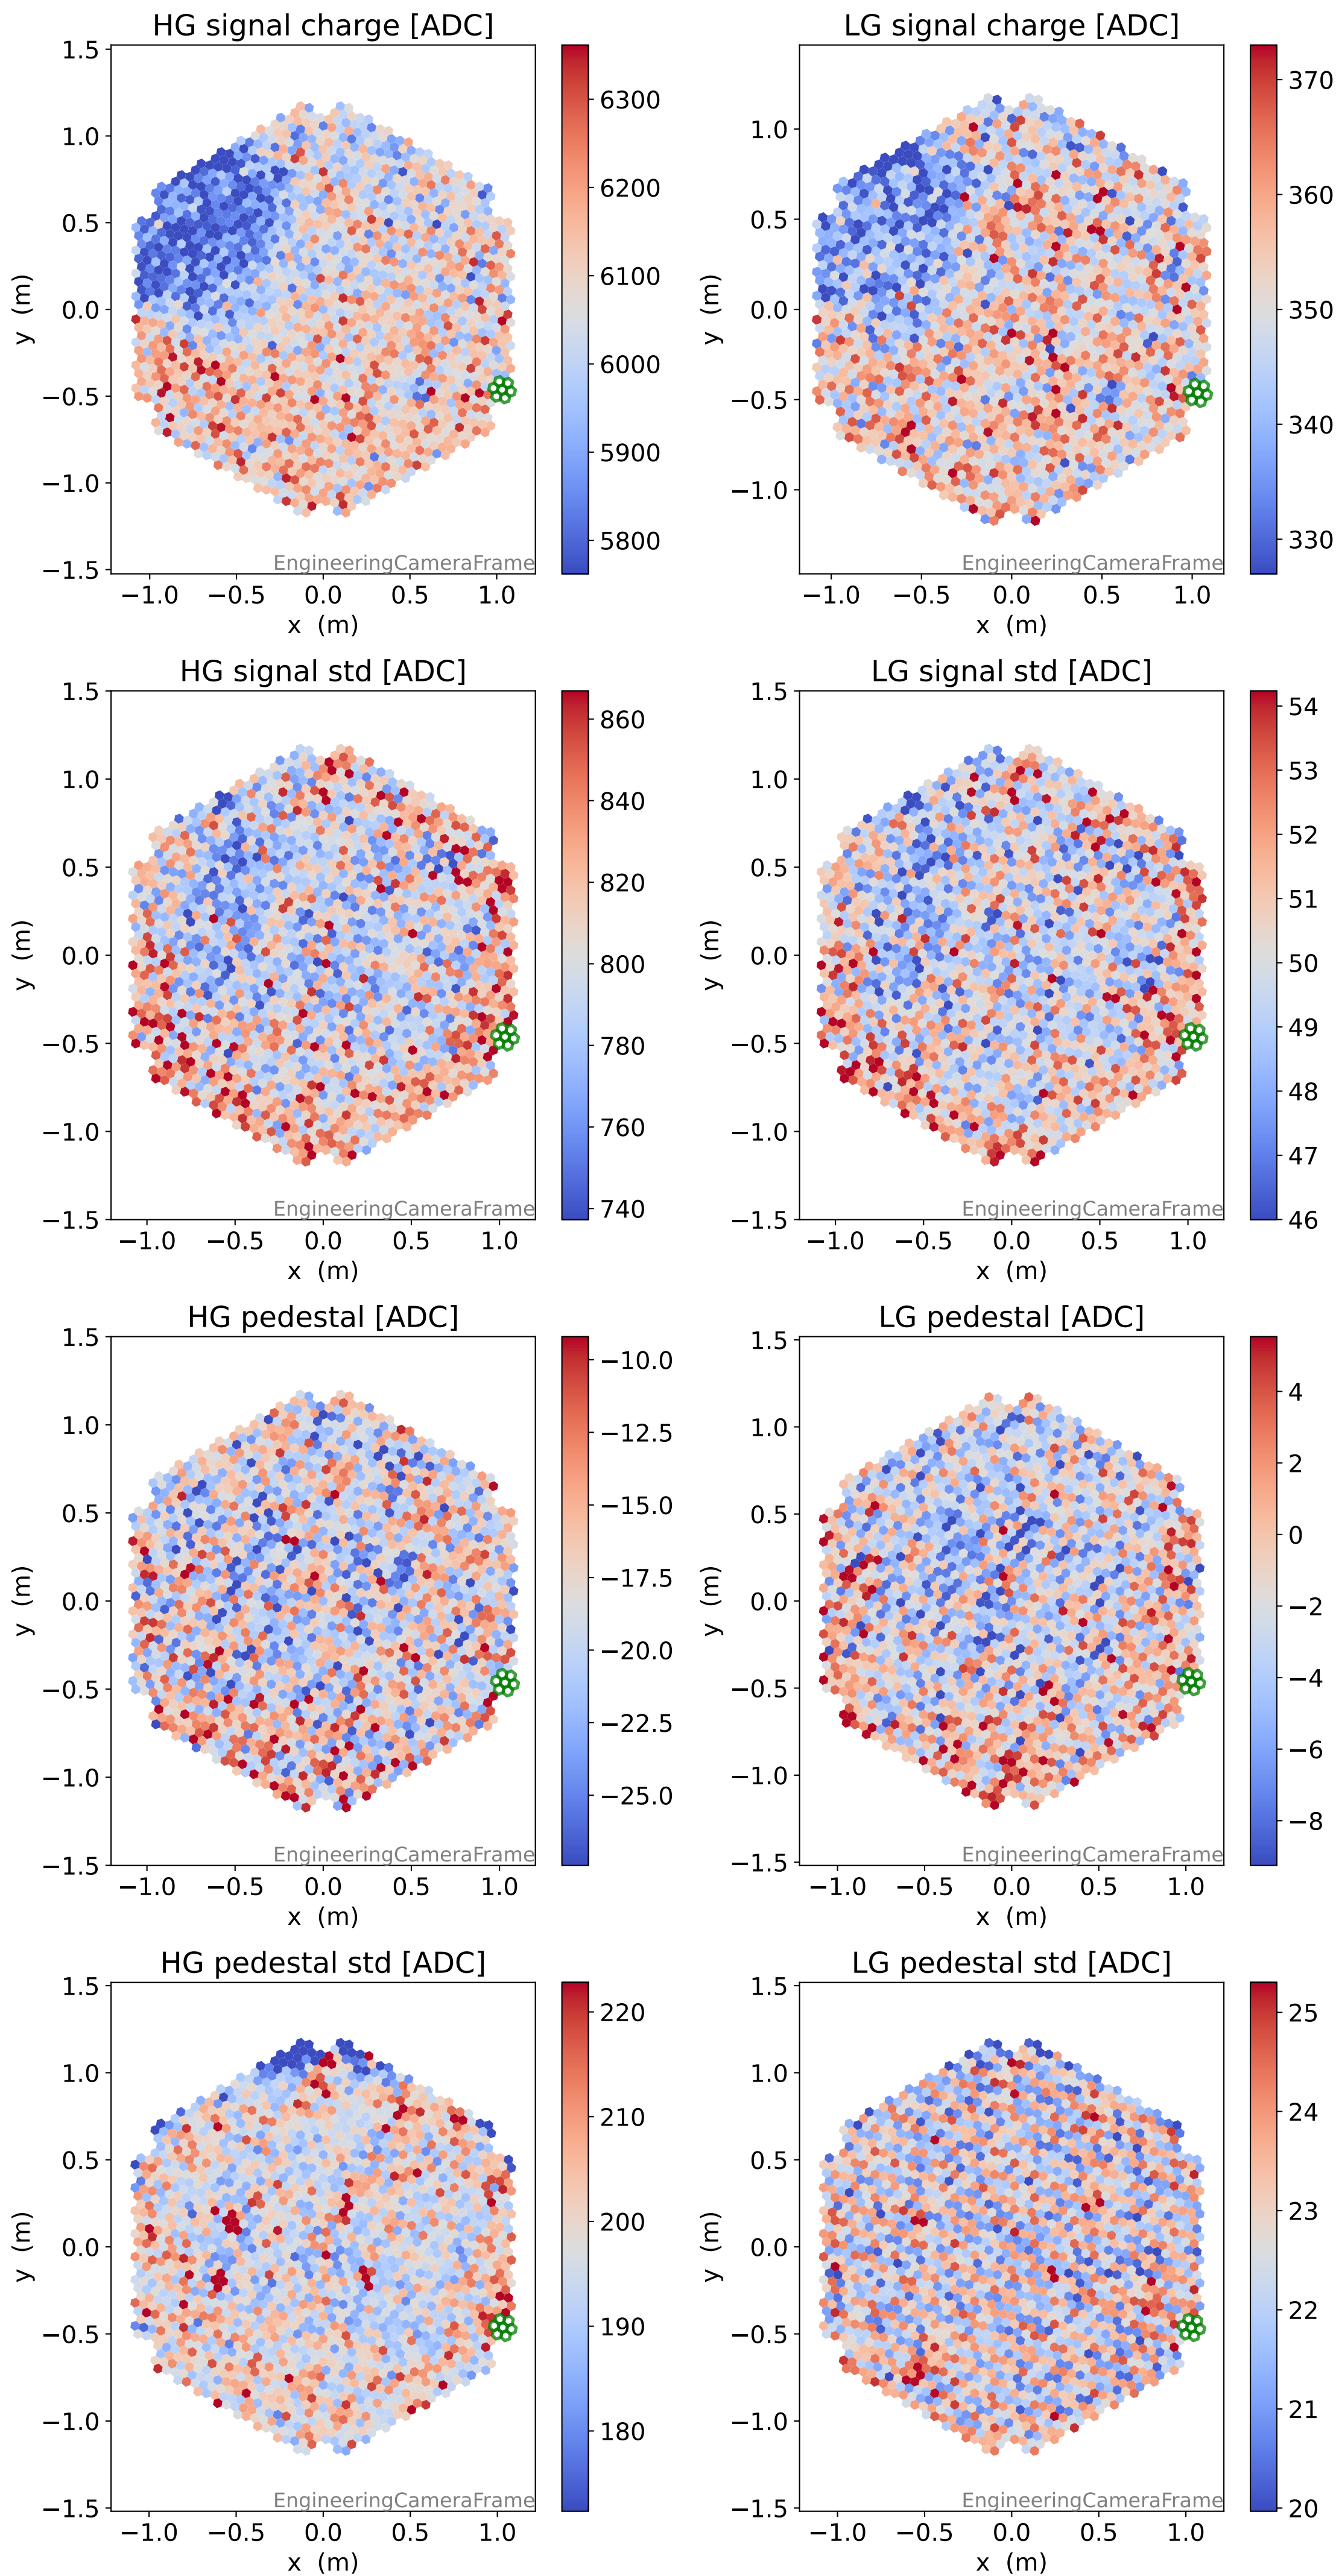 HG signal charge [ADC]
1.5
1.0
0.5
0.0
−0.5
−1.0
−1.5
y (m)
−1.0 −0.5 0.0 0.5 1.0
x (m)
EngineeringCameraFrame
6300
6200
6100
6000
5900
5800
LG signal charge [ADC]
1.0
0.5
0.0
−0.5
−1.0
y (m)
−1.0 −0.5 0.0 0.5 1.0
x (m)
EngineeringCameraFrame
370
360
350
340
330
HG signal std [ADC]
1.5
1.0
0.5
0.0
−0.5
−1.0
−1.5
y (m)
−1.0 −0.5 0.0 0.5 1.0
x (m)
EngineeringCameraFrame
860
840
820
800
780
760
740
LG signal std [ADC]
1.5
1.0
0.5
0.0
−0.5
−1.0
−1.5
y (m)
−1.0 −0.5 0.0 0.5 1.0
x (m)
EngineeringCameraFrame
54
53
52
51
50
49
48
47
46
HG pedestal [ADC]
1.5
1.0
0.5
0.0
−0.5
−1.0
−1.5
y (m)
−1.0 −0.5 0.0 0.5 1.0
x (m)
EngineeringCameraFrame
−10.0
−12.5
−15.0
−17.5
−20.0
−22.5
−25.0
LG pedestal [ADC]
1.5
1.0
0.5
0.0
−0.5
−1.0
−1.5
y (m)
−1.0 −0.5 0.0 0.5 1.0
x (m)
EngineeringCameraFrame
4
2
0
−2
−4
−6
−8
HG pedestal std [ADC]
1.5
1.0
0.5
0.0
−0.5
−1.0
−1.5
y (m)
−1.0 −0.5 0.0 0.5 1.0
x (m)
EngineeringCameraFrame
220
210
200
190
180
LG pedestal std [ADC]
1.5
1.0
0.5
0.0
−0.5
−1.0
−1.5
y (m)
−1.0 −0.5 0.0 0.5 1.0
x (m)
EngineeringCameraFrame
25
24
23
22
21
20